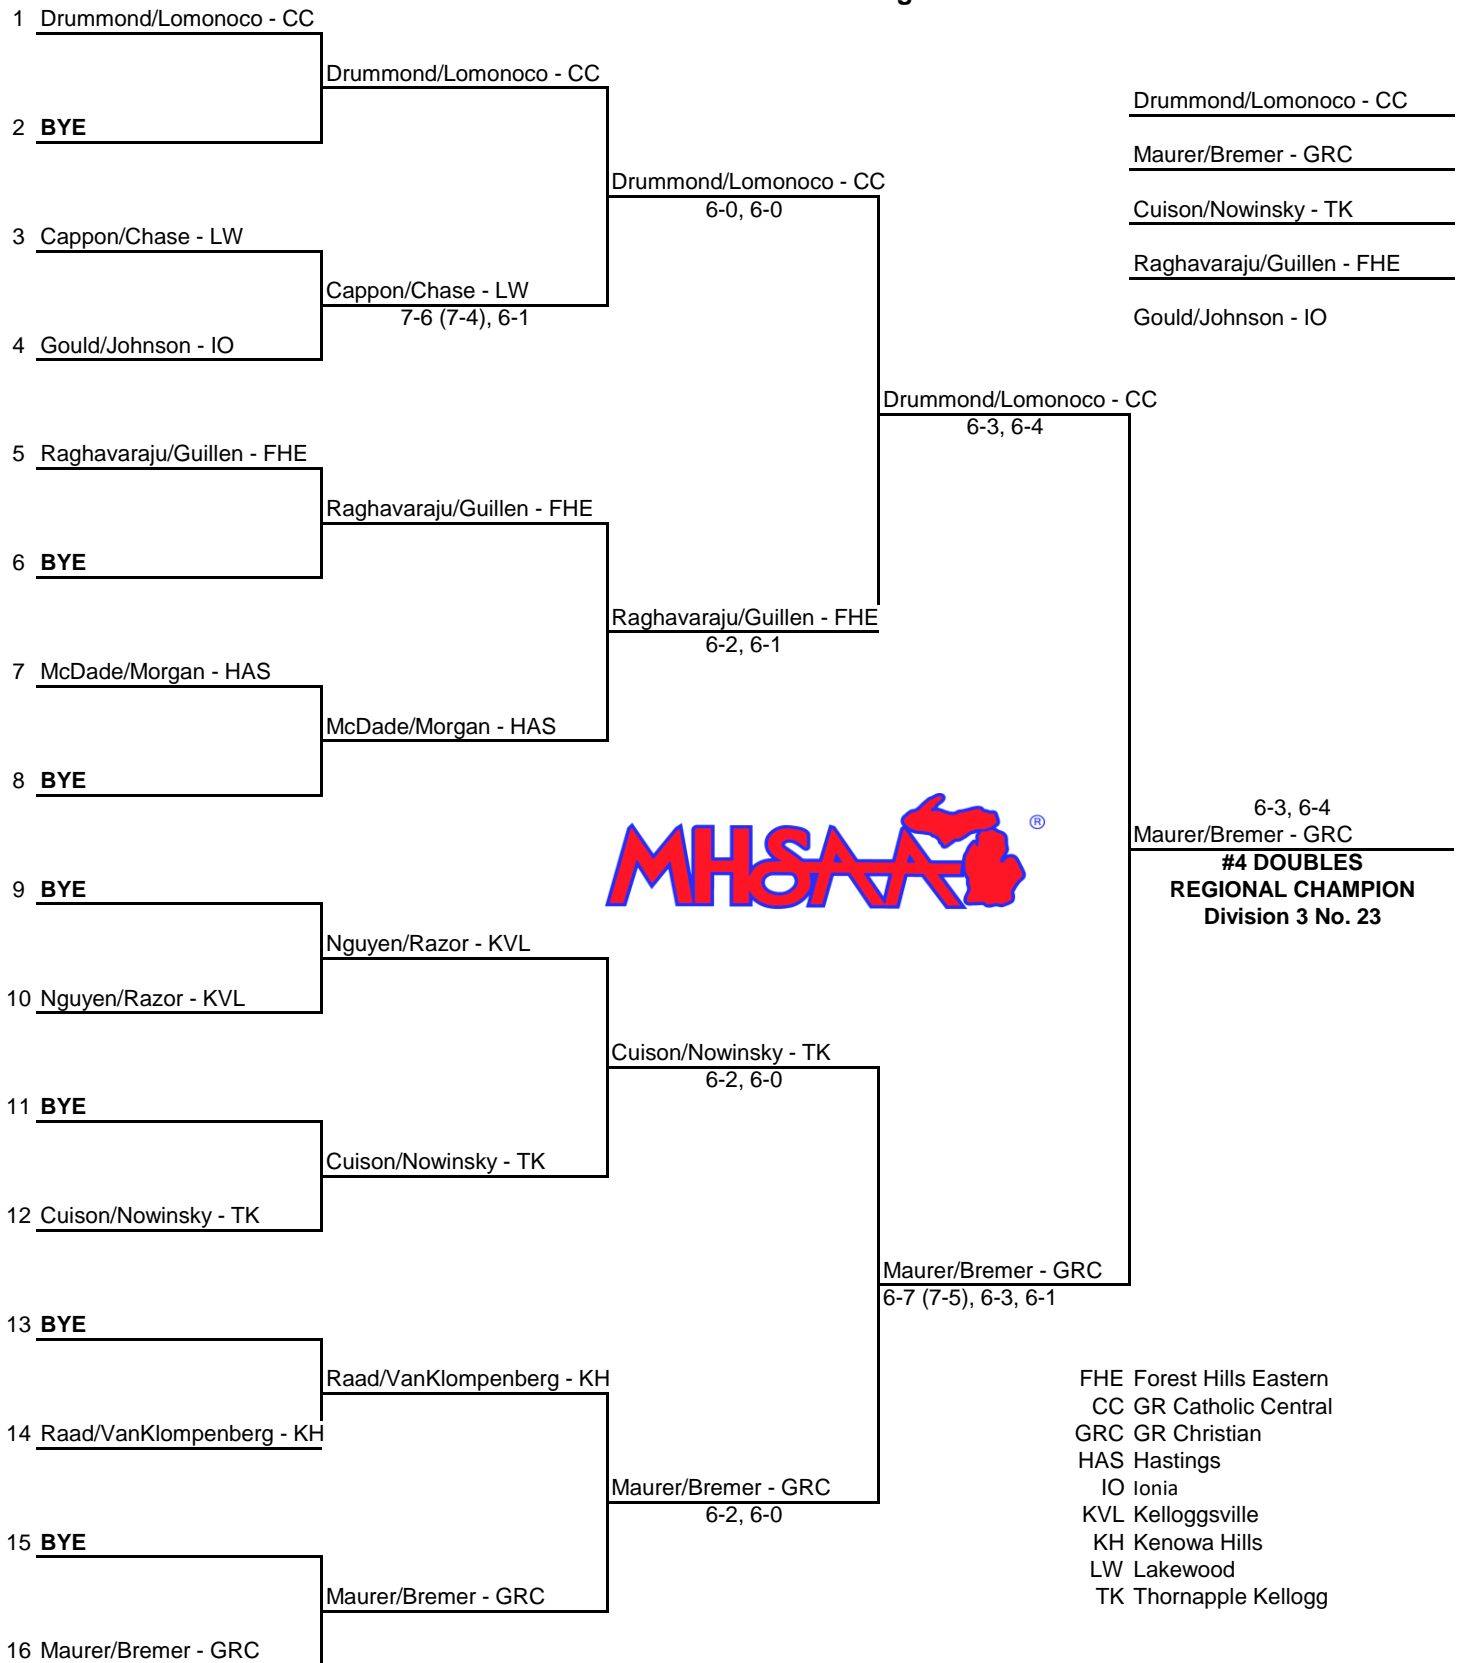 1 Drummond/Lomonoco - CC
Drummond/Lomonoco - CC
Drummond/Lomonoco - CC
2 BYE
Maurer/Bremer - GRC
Drummond/Lomonoco - CC
6-0, 6-0
Cuison/Nowinsky - TK
3 Cappon/Chase - LW
Raghavaraju/Guillen - FHE
Cappon/Chase - LW
7-6 (7-4), 6-1
Gould/Johnson - IO
4 Gould/Johnson - IO
Drummond/Lomonoco - CC
6-3, 6-4
5 Raghavaraju/Guillen - FHE
Raghavaraju/Guillen - FHE
6 BYE
Raghavaraju/Guillen - FHE
6-2, 6-1
7 McDade/Morgan - HAS
McDade/Morgan - HAS
8 BYE
6-3, 6-4
MHSAA ®
Maurer/Bremer - GRC
#4 DOUBLES
REGIONAL CHAMPION
Division 3 No. 23
9 BYE
Nguyen/Razor - KVL
10 Nguyen/Razor - KVL
Cuison/Nowinsky - TK
6-2, 6-0
11 BYE
Cuison/Nowinsky - TK
12 Cuison/Nowinsky - TK
Maurer/Bremer - GRC
6-7 (7-5), 6-3, 6-1
13 BYE
Raad/VanKlompenberg - KH
14 Raad/VanKlompenberg - KH
Maurer/Bremer - GRC
6-2, 6-0
15 BYE
Maurer/Bremer - GRC
16 Maurer/Bremer - GRC
FHE Forest Hills Eastern
CC GR Catholic Central
GRC GR Christian
HAS Hastings
IO Ionia
KVL Kelloggsville
KH Kenowa Hills
LW Lakewood
TK Thornapple Kellogg